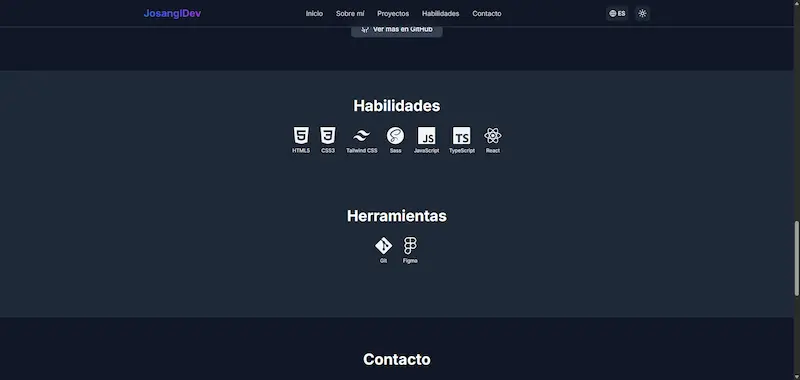 JosanglDev
Inicio Sobre mí Proyectos Habilidades Contacto
ES
Ver más en GitHub
Habilidades
HTML5 CSS3 Tailwind CSS Sass JavaScript TypeScript React
Herramientas
Git Figma
Contacto